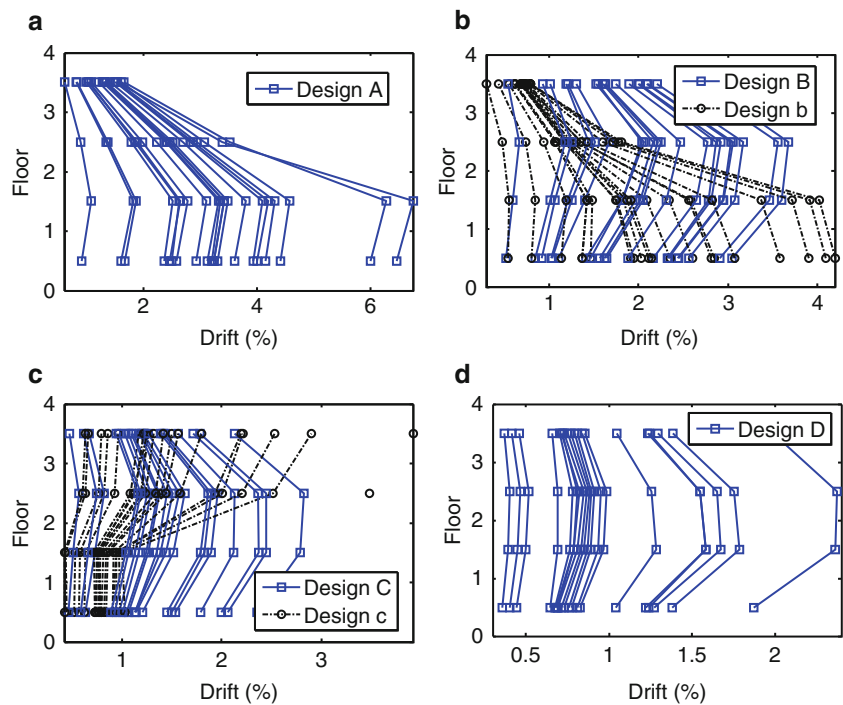 a
4
3
2
1
0
Floor
2
4
6
Drift (%)
Design A
b
4
3
2
1
0
Floor
1
2
3
4
Drift (%)
Design B
Design b
c
4
3
2
1
0
Floor
1
2
3
Drift (%)
Design C
Design c
d
4
3
2
1
0
Floor
0.5
1
1.5
2
Drift (%)
Design D